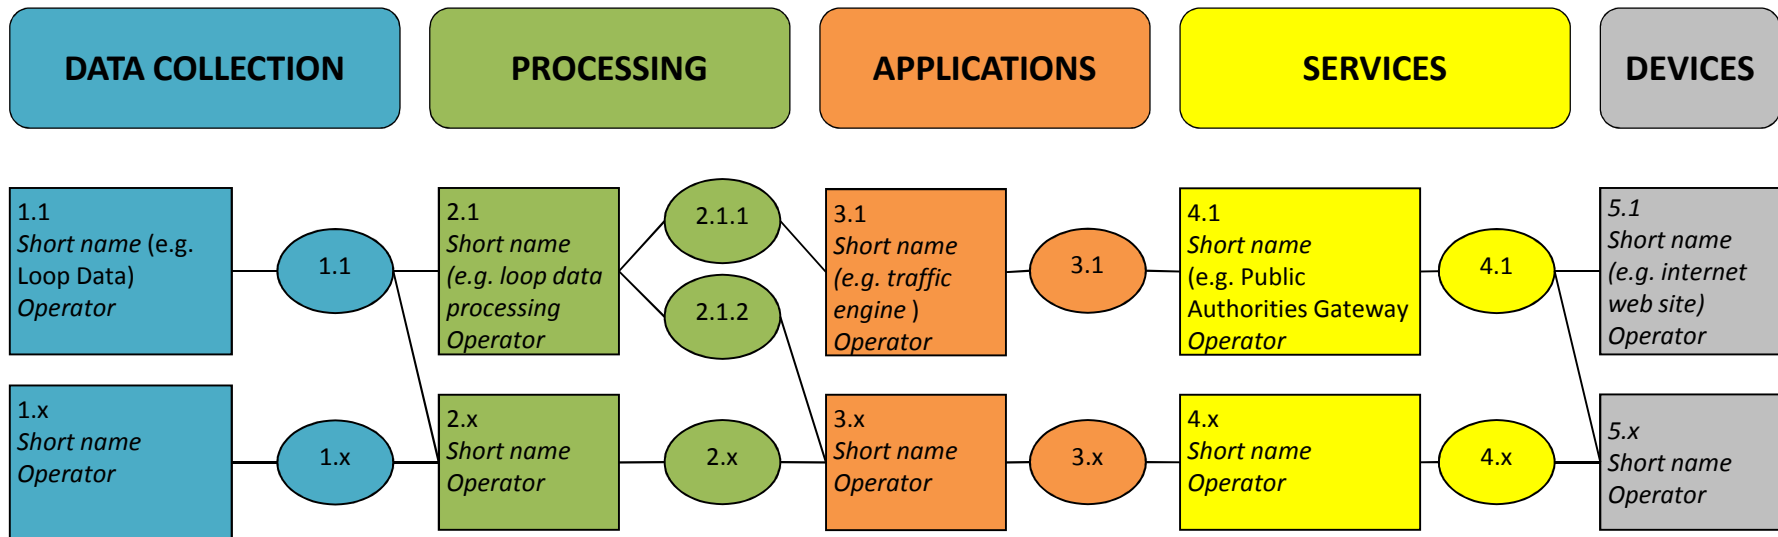 DATA COLLECTION
PROCESSING
APPLICATIONS
SERVICES
DEVICES
1.1
Short name (e.g.
Loop Data)
Operator
1.1
2.1
Short name
(e.g. loop data
processing
Operator
2.1.1
2.1.2
3.1
Short name
(e.g. traffic
engine )
Operator
3.1
4.1
Short name
(e.g. Public
Authorities Gateway
Operator
4.1
5.1
Short name
(e.g. internet
web site)
Operator
1.x
Short name
Operator
1.x
2.x
Short name
Operator
2.x
3.x
Short name
Operator
3.x
4.x
Short name
Operator
4.x
5.x
Short name
Operator